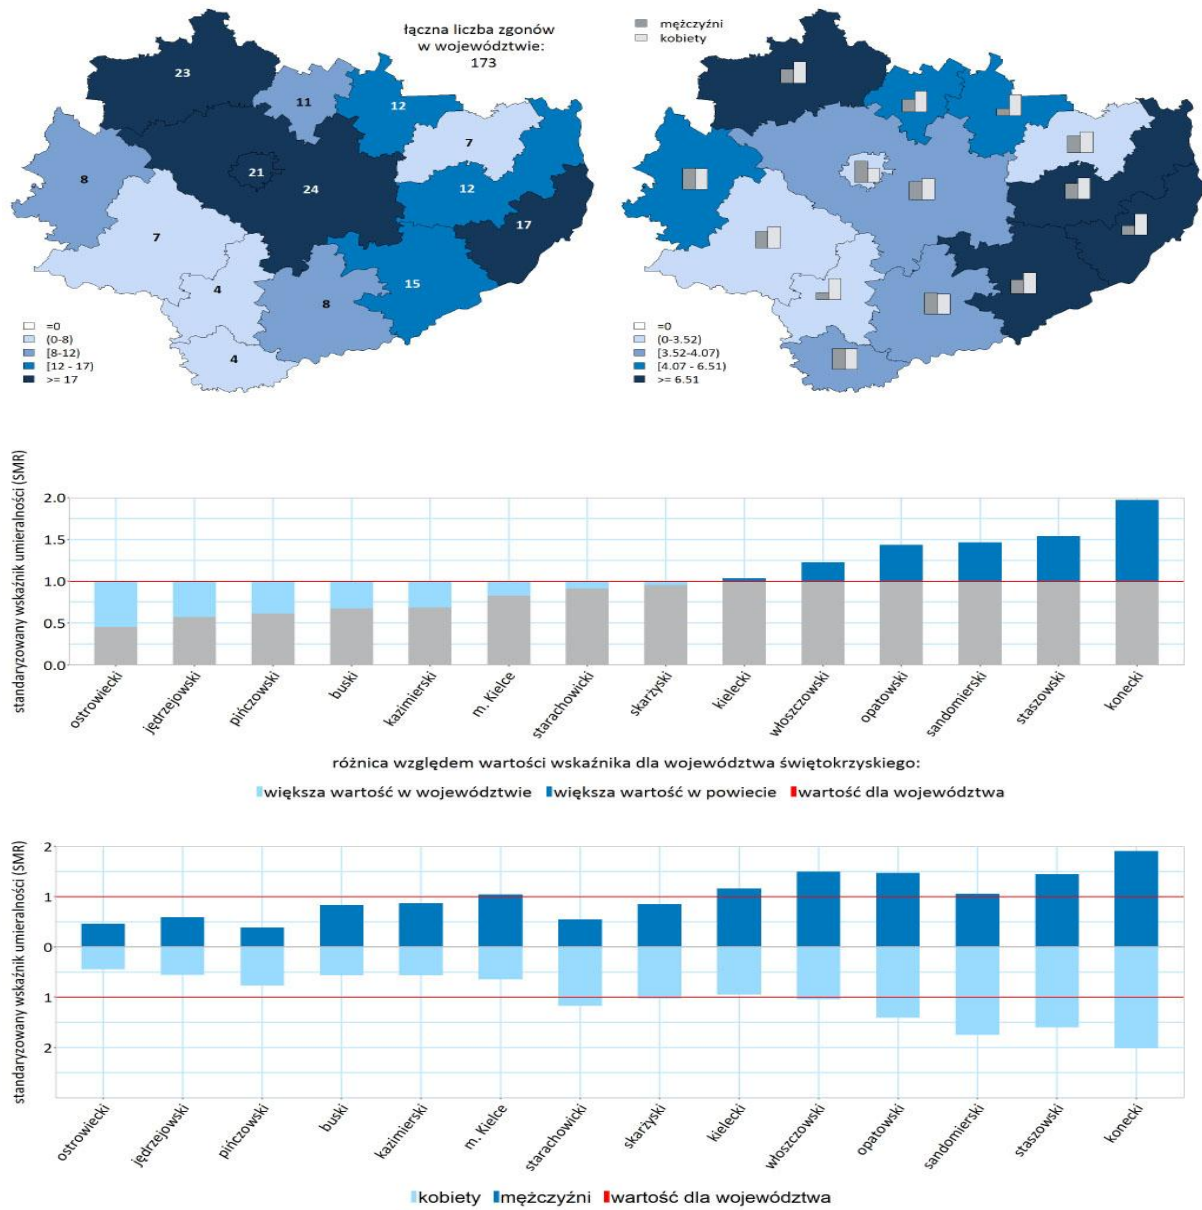 łączna liczba zgonów
w województwie:
173
23
11
12
7
8
21
24
12
17
7
4
8
15
4
=0
(0-8)
[8-12)
[12 - 17)
>= 17
mężczyźni
kobiety
=0
(0-3.52)
[3.52-4.07)
[4.07 - 6.51)
>= 6.51
standaryzowany wskaźnik umieralności (SMR)
2.0
1.5
1.0
0.5
0.0
ostrowiecki
jędrzejowski
pińczowski
buski
kazimierski
m. Kielce
starachowicki
skarżyski
kielecki
włoszczowski
opatowski
sandomierski
staszowski
konecki
różnica względem wartości wskaźnika dla województwa świętokrzyskiego:
większa wartość w województwie większa wartość w powiecie wartość dla województwa
standaryzowany wskaźnik umieralności (SMR)
2
1
0
1
2
ostrowiecki
jędrzejowski
pińczowski
buski
kazimierski
m. Kielce
starachowicki
skarżyski
kielecki
włoszczowski
opatowski
sandomierski
staszowski
konecki
kobiety mężczyźni wartość dla województwa